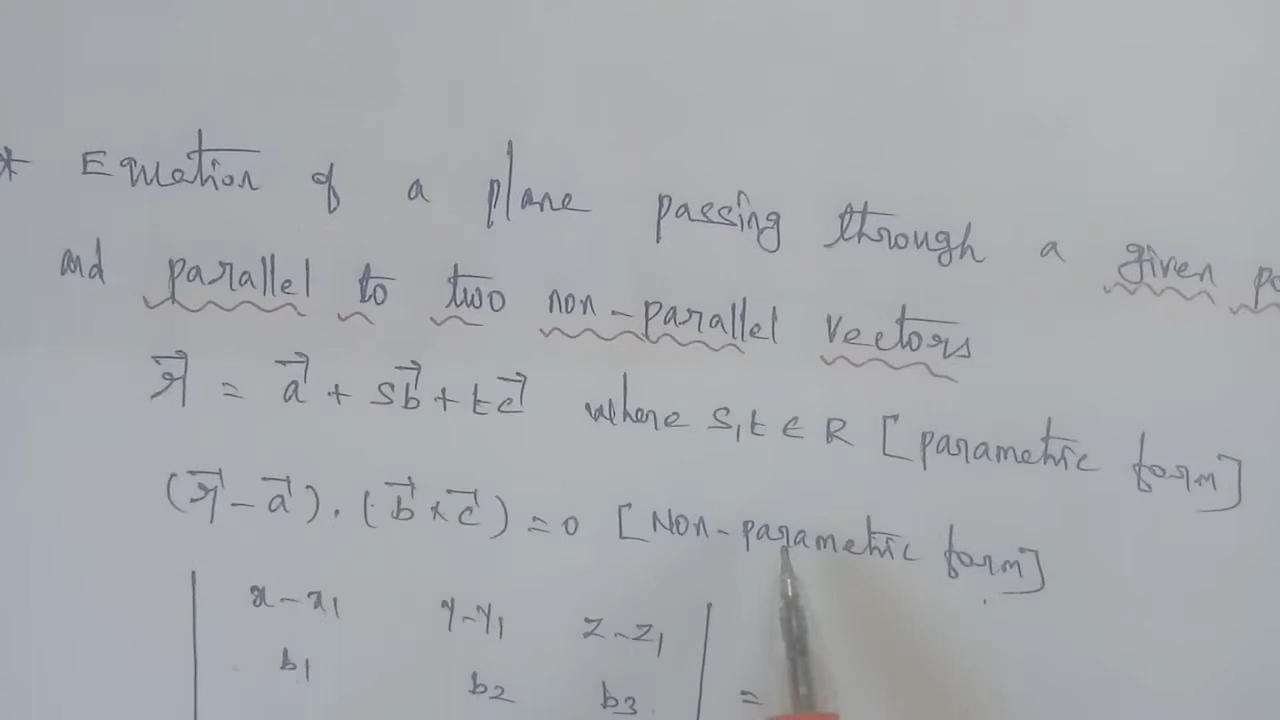 * Equation of a plane passing through a given po
and parallel to two non-parallel vectors
r⃗ = a⃗ + sb⃗ + tc⃗ where s,t ∈ R [parametric form]
(r⃗ - a⃗) . (b⃗ × c⃗) = 0 [Non-parametric form]
| x-x₁ y-y₁ z-z₁ |
| b₁ b₂ b₃ | =